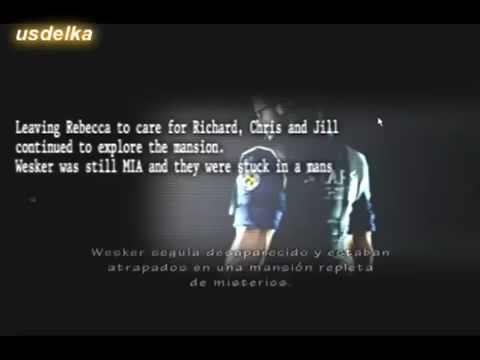 usdelka
Leaving Rebecca to care for Richard, Chris and Jill
continued to explore the mansion.
Wesker was still MIA and they were stuck in a mans
Wesker seguía desaparecido y estaban
atrapados en una mansión repleta
de misterios.